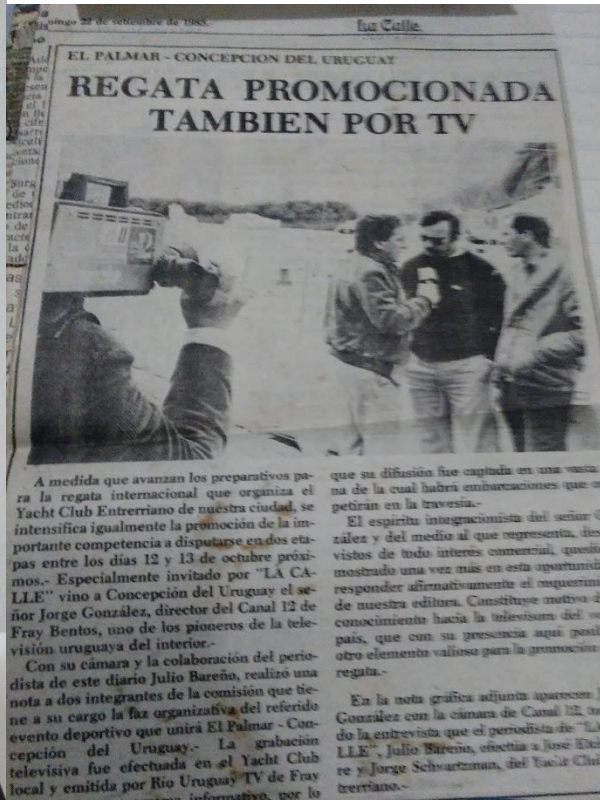 22 de setiembre de 1985.
La Calle
EL PALMAR - CONCEPCION DEL URUGUAY
REGATA PROMOCIONADA
TAMBIEN POR TV
A medida que avanzan los preparativos pa-
ra la regata internacional que organiza el
Yacht Club Entrerriano de nuestra ciudad, se
intensifica igualmente la promoción de la im-
portante competencia a disputarse en dos eta-
pas entre los días 12 y 13 de octubre próxi-
mos.- Especialmente invitado por "LA CA-
LLE" vino a Concepción del Uruguay el se-
ñor Jorge González, director del Canal 12 de
Fray Bentos, uno de los pioneros de la tele-
visión uruguaya del interior.-
Con su cámara y la colaboración del perio-
dista de este diario Julio Bareño, realizó una
nota a dos integrantes de la comisión que tie-
ne a su cargo la faz organizativa del referido
evento deportivo que unirá El Palmar - Con-
cepción del Uruguay.- La grabación
televisiva fue efectuada en el Yacht Club
local y emitida por Río Uruguay TV de Fray
informativo, por lo
que su difusión fue captada en una vasta
na de la cual habrá embarcaciones que
petirán en la travesía.-
El espíritu integracionista del señor
zález y del medio al que representa,
vistos de todo interés comercial,
mostrado una vez más en esta
responder afirmativamente el
de nuestra editora. Constituye motivo
conocimiento hacia la
país, que con su presencia aquí
otro elemento valioso para la promoción
regata.-
En la nota gráfica adjunta aparecen
González con la cámara de Canal 12,
do la entrevista que el periodista de "LA
LLE", Julio Bareño, efectúa a José
re y Jorge Schvartzman, del Yacht Club
trerriano.-